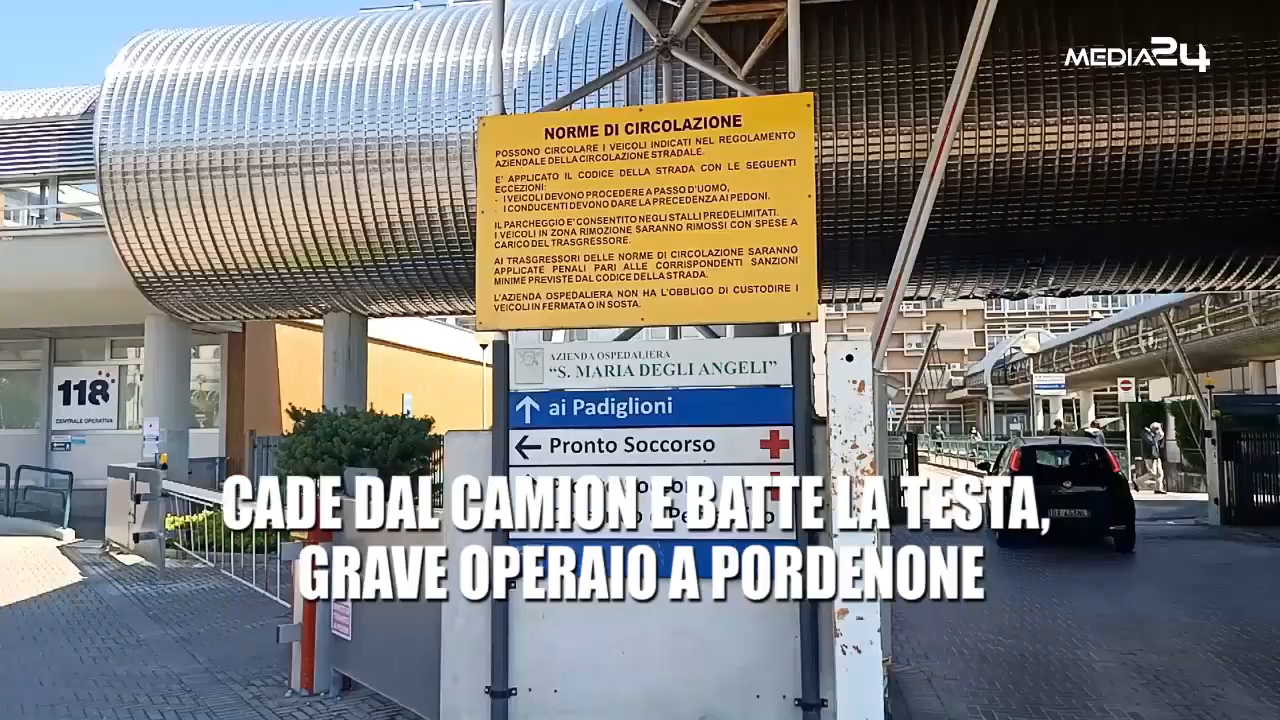 MEDIA24
NORME DI CIRCOLAZIONE
POSSONO CIRCOLARE I VEICOLI INDICATI NEL REGOLAMENTO
AZIENDALE DELLA CIRCOLAZIONE STRADALE.
E' APPLICATO IL CODICE DELLA STRADA CON LE SEGUENTI
ECCEZIONI:
- I VEICOLI DEVONO PROCEDERE A PASSO D'UOMO,
- I CONDUCENTI DEVONO DARE LA PRECEDENZA AI PEDONI.
IL PARCHEGGIO E' CONSENTITO NEGLI STALLI PREDELIMITATI.
I VEICOLI IN ZONA RIMOZIONE SARANNO RIMOSSI CON SPESE A
CARICO DEL TRASGRESSORE.
AI TRASGRESSORI DELLE NORME DI CIRCOLAZIONE SARANNO
APPLICATE PENALI PARI ALLE CORRISPONDENTI SANZIONI
MINIME PREVISTE DAL CODICE DELLA STRADA.
L'AZIENDA OSPEDALIERA NON HA L'OBBLIGO DI CUSTODIRE I
VEICOLI IN FERMATA O IN SOSTA.
AZIENDA OSPEDALIERA
"S. MARIA DEGLI ANGELI"
118
CENTRALE OPERATIVA
ai Padiglioni
Pronto Soccorso
CADE DAL CAMION E BATTE LA TESTA,
GRAVE OPERAIO A PORDENONE